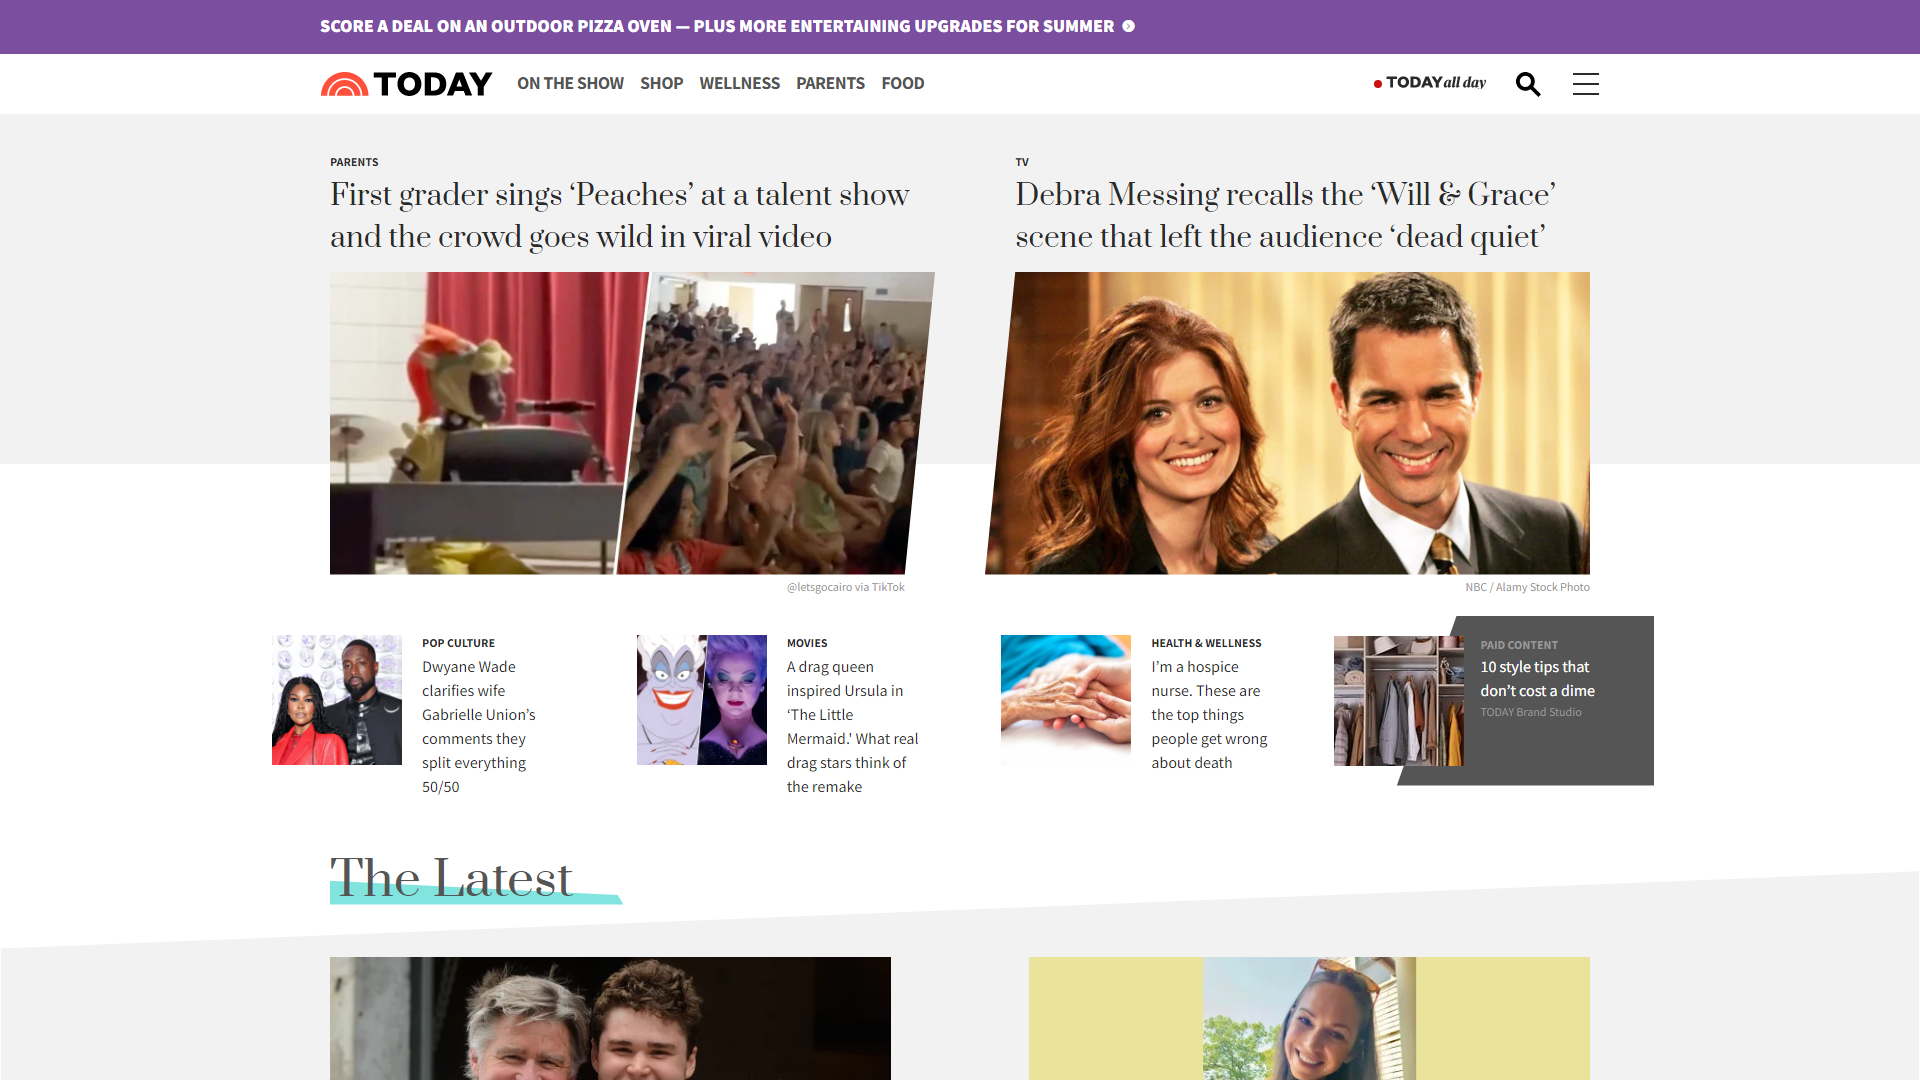 SCORE A DEAL ON AN OUTDOOR PIZZA OVEN — PLUS MORE ENTERTAINING UPGRADES FOR SUMMER
TODAY
ON THE SHOW
SHOP
WELLNESS
PARENTS
FOOD
TODAY all day
PARENTS
First grader sings ‘Peaches’ at a talent show
and the crowd goes wild in viral video
@letsgocairo via TikTok
TV
Debra Messing recalls the ‘Will & Grace’
scene that left the audience ‘dead quiet’
NBC / Alamy Stock Photo
POP CULTURE
Dwyane Wade
clarifies wife
Gabrielle Union’s
comments they
split everything
50/50
MOVIES
A drag queen
inspired Ursula in
‘The Little
Mermaid.' What real
drag stars think of
the remake
HEALTH & WELLNESS
I’m a hospice
nurse. These are
the top things
people get wrong
about death
PAID CONTENT
10 style tips that
don’t cost a dime
TODAY Brand Studio
The Latest